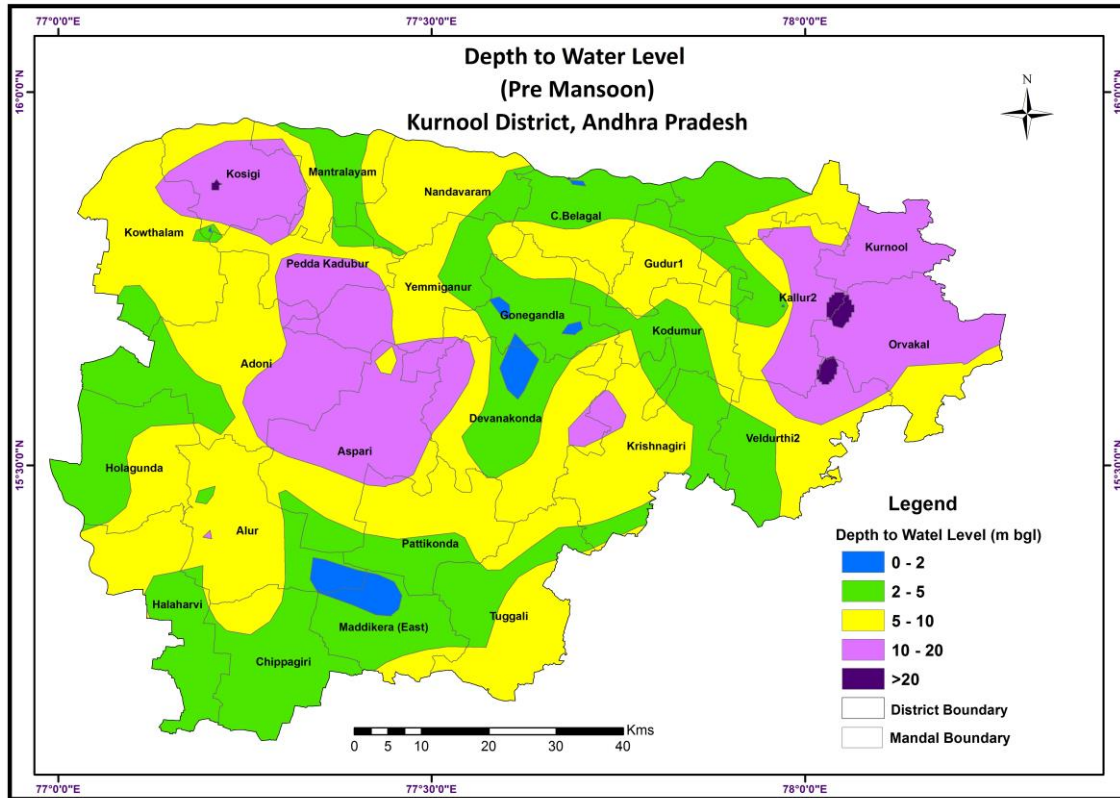 77°0'0"E
77°30'0"E
78°0'0"E
Depth to Water Level
(Pre Mansoon)
Kurnool District, Andhra Pradesh
16°0'0"N
16°0'0"N
N
Kosigi
Mantralayam
Nandavaram
C.Belagal
Kowthalam
Kurnool
Pedda Kadubur
Gudur1
Yemmiganur
Kallur2
Gonegandla
Kodumur
Orvakal
Adoni
Devanakonda
Aspari
Krishnagiri
Veldurthi2
Holagunda
15°30'0"N
15°30'0"N
Alur
Pattikonda
Halaharvi
Tuggali
Maddikera (East)
Chippagiri
Legend
Depth to Watel Level (m bgl)
0 - 2
2 - 5
5 - 10
10 - 20
>20
District Boundary
Mandal Boundary
Kms
0 5 10 20 30 40
77°0'0"E
77°30'0"E
78°0'0"E